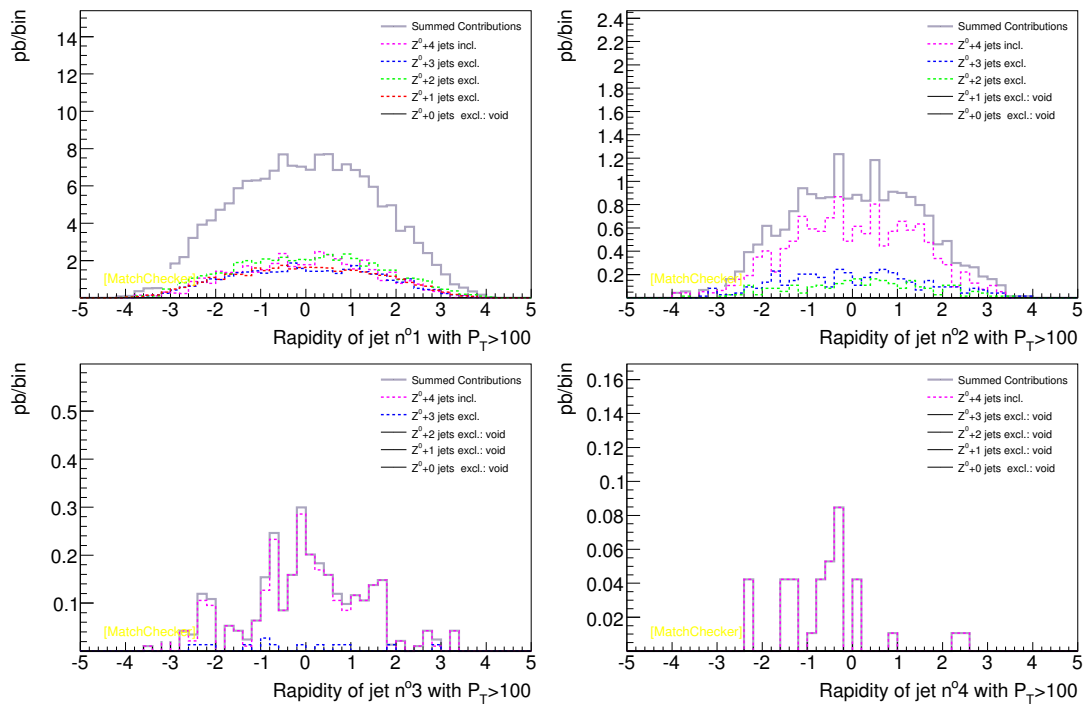 pb/bin
14
12
10
8
6
4
2
Summed Contributions
Z⁰+4 jets incl.
Z⁰+3 jets excl.
Z⁰+2 jets excl.
Z⁰+1 jets excl.
Z⁰+0 jets excl.: void
[MatchChecker]
-5 -4 -3 -2 -1 0 1 2 3 4 5
Rapidity of jet nº1 with P_T>100
pb/bin
2.4
2.2
2
1.8
1.6
1.4
1.2
1
0.8
0.6
0.4
0.2
Summed Contributions
Z⁰+4 jets incl.
Z⁰+3 jets excl.
Z⁰+2 jets excl.
Z⁰+1 jets excl.: void
Z⁰+0 jets excl.: void
[MatchChecker]
-5 -4 -3 -2 -1 0 1 2 3 4 5
Rapidity of jet nº2 with P_T>100
pb/bin
0.5
0.4
0.3
0.2
0.1
Summed Contributions
Z⁰+4 jets incl.
Z⁰+3 jets excl.
Z⁰+2 jets excl.: void
Z⁰+1 jets excl.: void
Z⁰+0 jets excl.: void
[MatchChecker]
-5 -4 -3 -2 -1 0 1 2 3 4 5
Rapidity of jet nº3 with P_T>100
pb/bin
0.16
0.14
0.12
0.1
0.08
0.06
0.04
0.02
Summed Contributions
Z⁰+4 jets incl.
Z⁰+3 jets excl.: void
Z⁰+2 jets excl.: void
Z⁰+1 jets excl.: void
Z⁰+0 jets excl.: void
[MatchChecker]
-5 -4 -3 -2 -1 0 1 2 3 4 5
Rapidity of jet nº4 with P_T>100